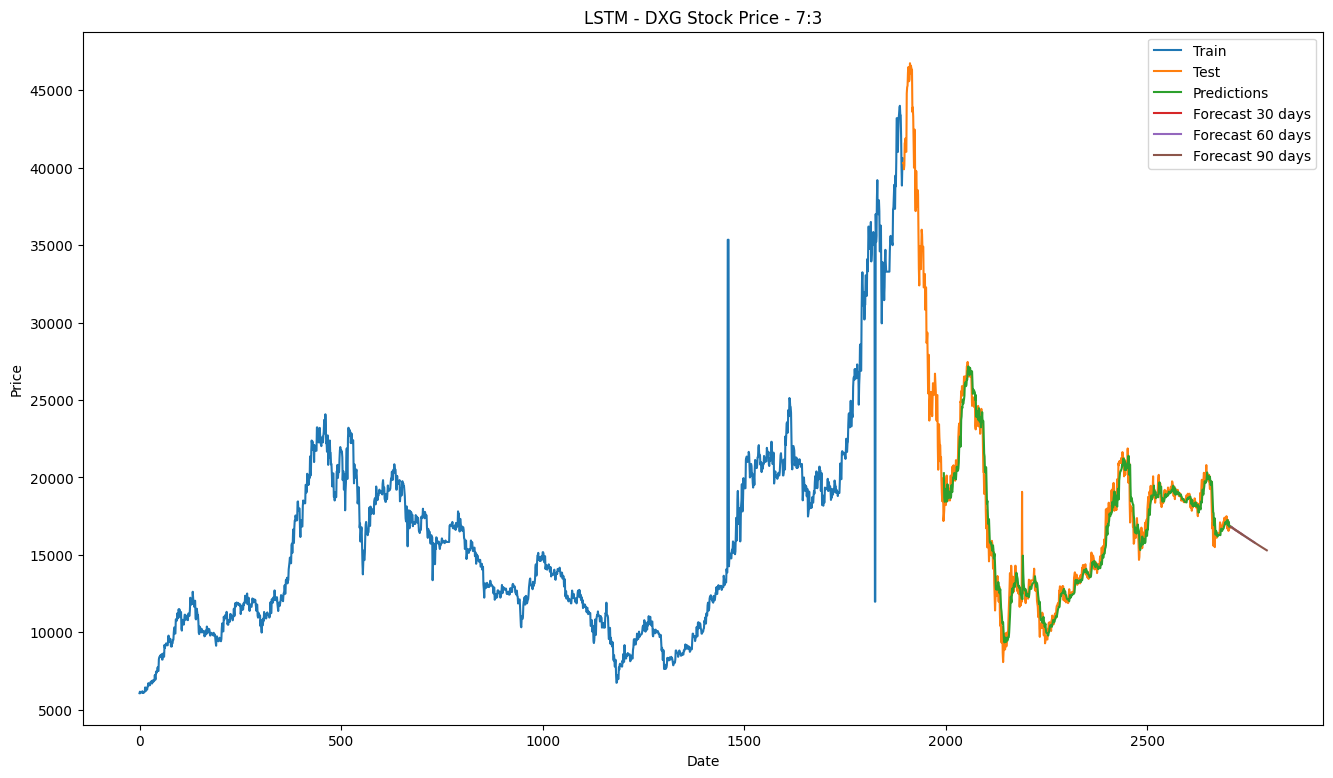 LSTM - DXG Stock Price - 7:3
Train
Test
Predictions
Forecast 30 days
Forecast 60 days
Forecast 90 days
Price
45000
40000
35000
30000
25000
20000
15000
10000
5000
0 500 1000 1500 2000 2500
Date